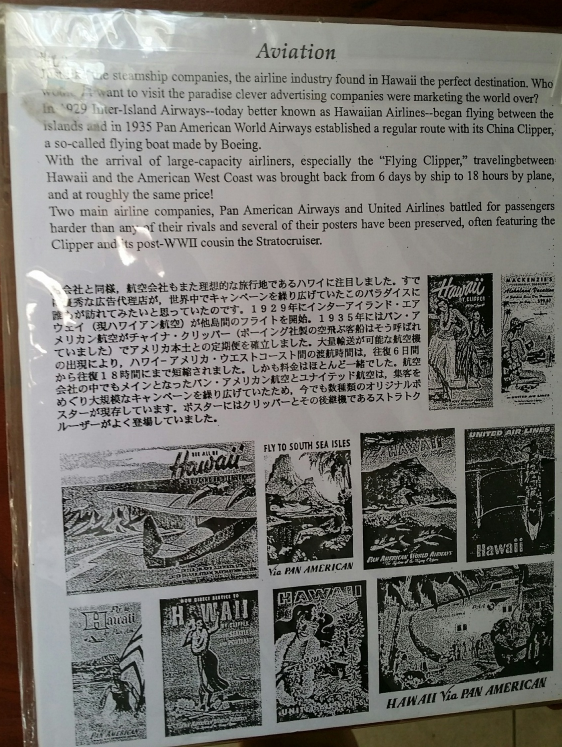 Aviation
the steamship companies, the airline industry found in Hawaii the perfect destination. Who
want to visit the paradise clever advertising companies were marketing the world over?
In 1929 Inter-Island Airways--today better known as Hawaiian Airlines--began flying between the
islands and in 1935 Pan American World Airways established a regular route with its China Clipper,
a so-called flying boat made by Boeing.
With the arrival of large-capacity airliners, especially the “Flying Clipper,” travelingbetween
Hawaii and the American West Coast was brought back from 6 days by ship to 18 hours by plane,
and at roughly the same price!
Two main airline companies, Pan American Airways and United Airlines battled for passengers
harder than any of their rivals and several of their posters have been preserved, often featuring the
Clipper and its post-WWII cousin the Stratocruiser.
会社と同様，航空会社もまた理想的な旅行地であるハワイに注目しました。すで
優秀な広告代理店が，世界中でキャンペーンを繰り広げていたこのパラダイスに
誰もが訪れてみたいと思っていたのです。１９２９年にインターアイランド・エア
ウェイ（現ハワイアン航空）が他島間のフライトを開始。１９３５年にはパン・ア
メリカン航空がチャイナ・クリッパー（ボーイング社製の空飛ぶ客船はそう呼ばれ
ていました）でアメリカ本土との定期便を確立しました。大量輸送が可能な航空機
の出現により，ハワイーアメリカ・ウエストコースト間の渡航時間は，往復６日間
から往復１８時間にまで短縮されました。しかも料金はほとんど一緒でした。航空
会社の中でもメインとなったパン・アメリカン航空とユナイテッド航空は，集客を
めぐり大規模なキャンペーンを繰り広げていたため，今でも数種類のオリジナルポ
スターが現存しています。ポスターにはクリッパーとその後継機であるストラトク
ルーザーがよく登場していました。
Hawaii
BY CLIPPER
MACKENZIE'S
Alohaland Vacation
Hawaii
FLY TO SOUTH SEA ISLES
Via PAN AMERICAN
HAWAII
PAN AMERICAN WORLD AIRWAYS
UNITED AIR LINES
Hawaii
Hawaii
NOW DIRECT SERVICE TO
HAWAII
BY CLIPPER
HAWAII
HAWAII Via PAN AMERICAN